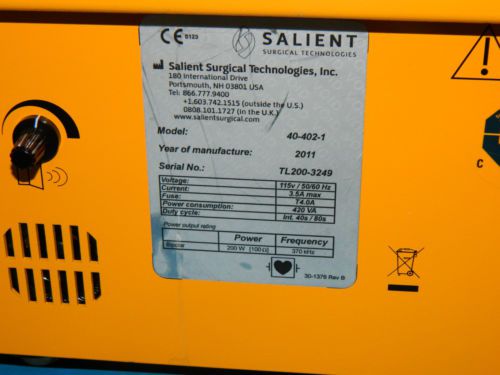 CE 0123
SALIENT
SURGICAL TECHNOLOGIES
Salient Surgical Technologies, Inc.
180 International Drive
Portsmouth, NH 03801 USA
Tel: 866.777.9400
+1.603.742.1515 (outside the U.S.)
0808.101.1727 (in the U.K.)
www.salientsurgical.com
Model: 40-402-1
Year of manufacture: 2011
Serial No.: TL200-3249
Voltage: 115v / 50/60 Hz
Current: 3.5A max
Fuse: T4.0A
Power consumption: 420 VA
Duty cycle: Int. 40s / 80s
Power output rating
Power Frequency
Bipolar 200 W (100Ω) 370 kHz
30-1376 Rev B
C